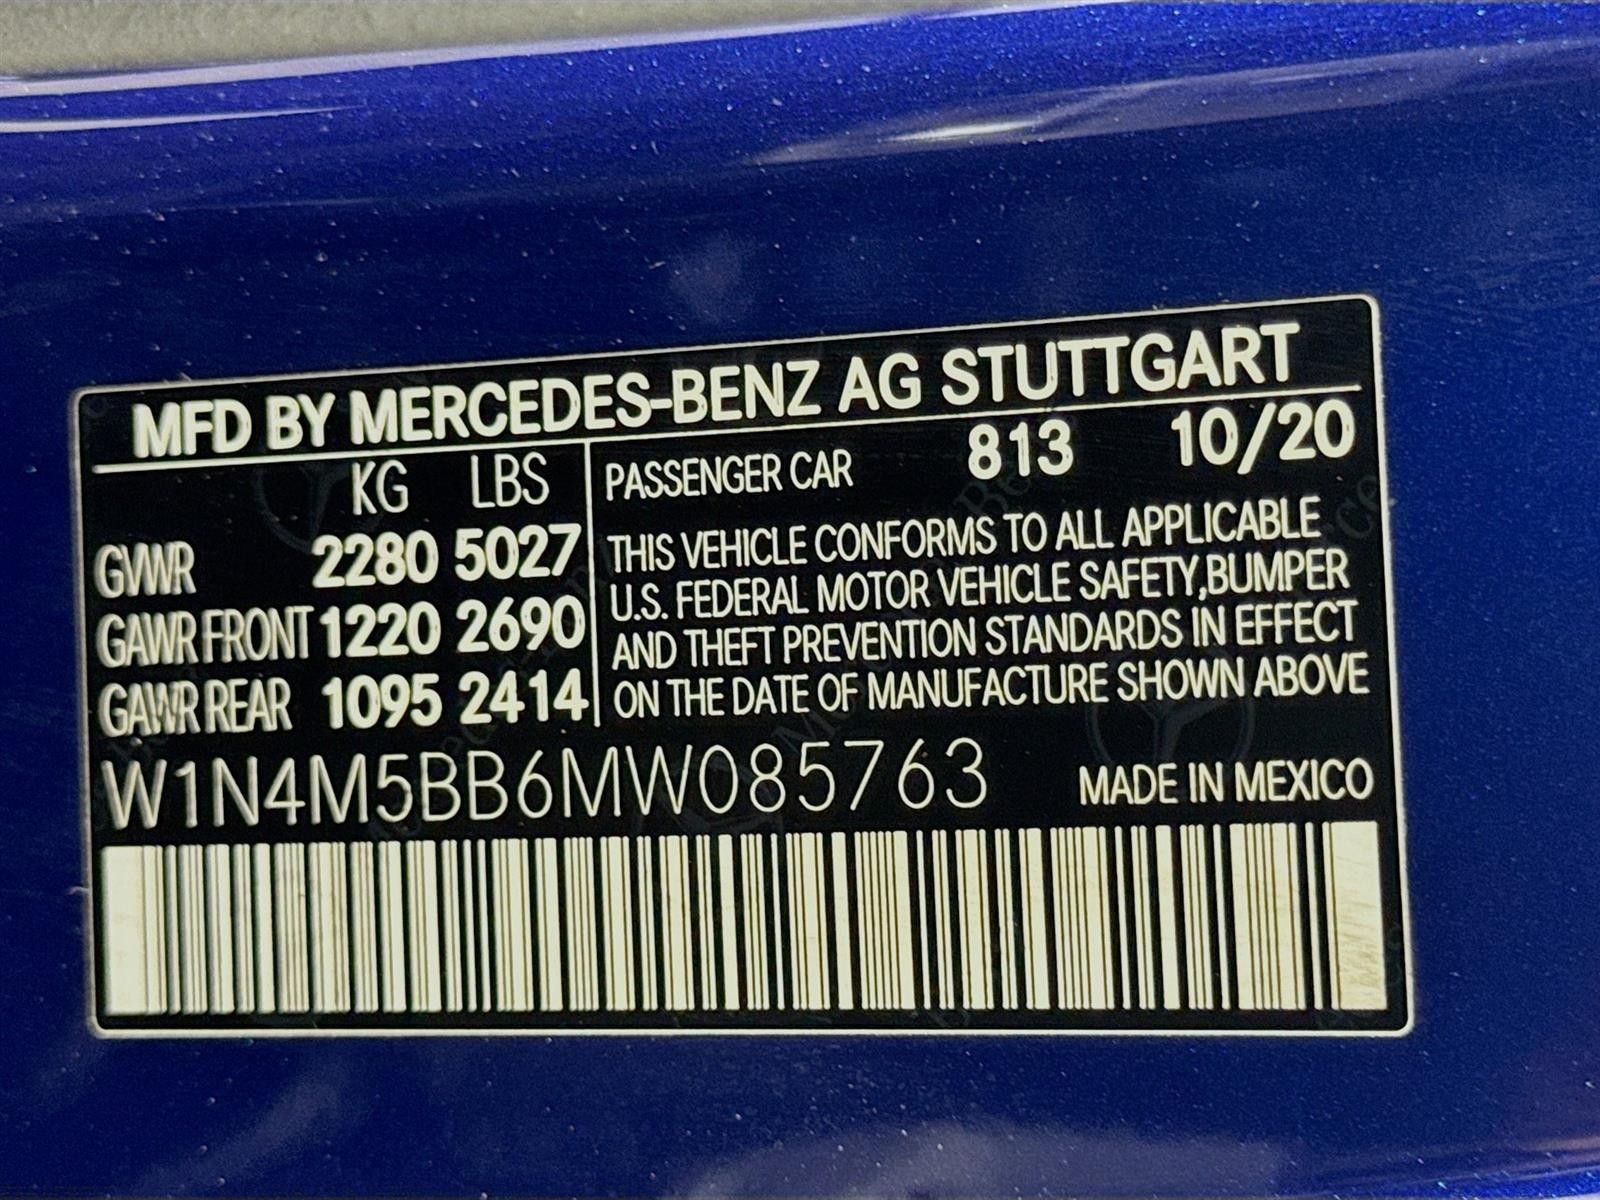 MFD BY MERCEDES-BENZ AG STUTTGART
KG LBS
GVWR 2280 5027
GAWR FRONT 1220 2690
GAWR REAR 1095 2414
PASSENGER CAR 813 10/20
THIS VEHICLE CONFORMS TO ALL APPLICABLE
U.S. FEDERAL MOTOR VEHICLE SAFETY,BUMPER
AND THEFT PREVENTION STANDARDS IN EFFECT
ON THE DATE OF MANUFACTURE SHOWN ABOVE
W1N4M5BB6MW085763 MADE IN MEXICO